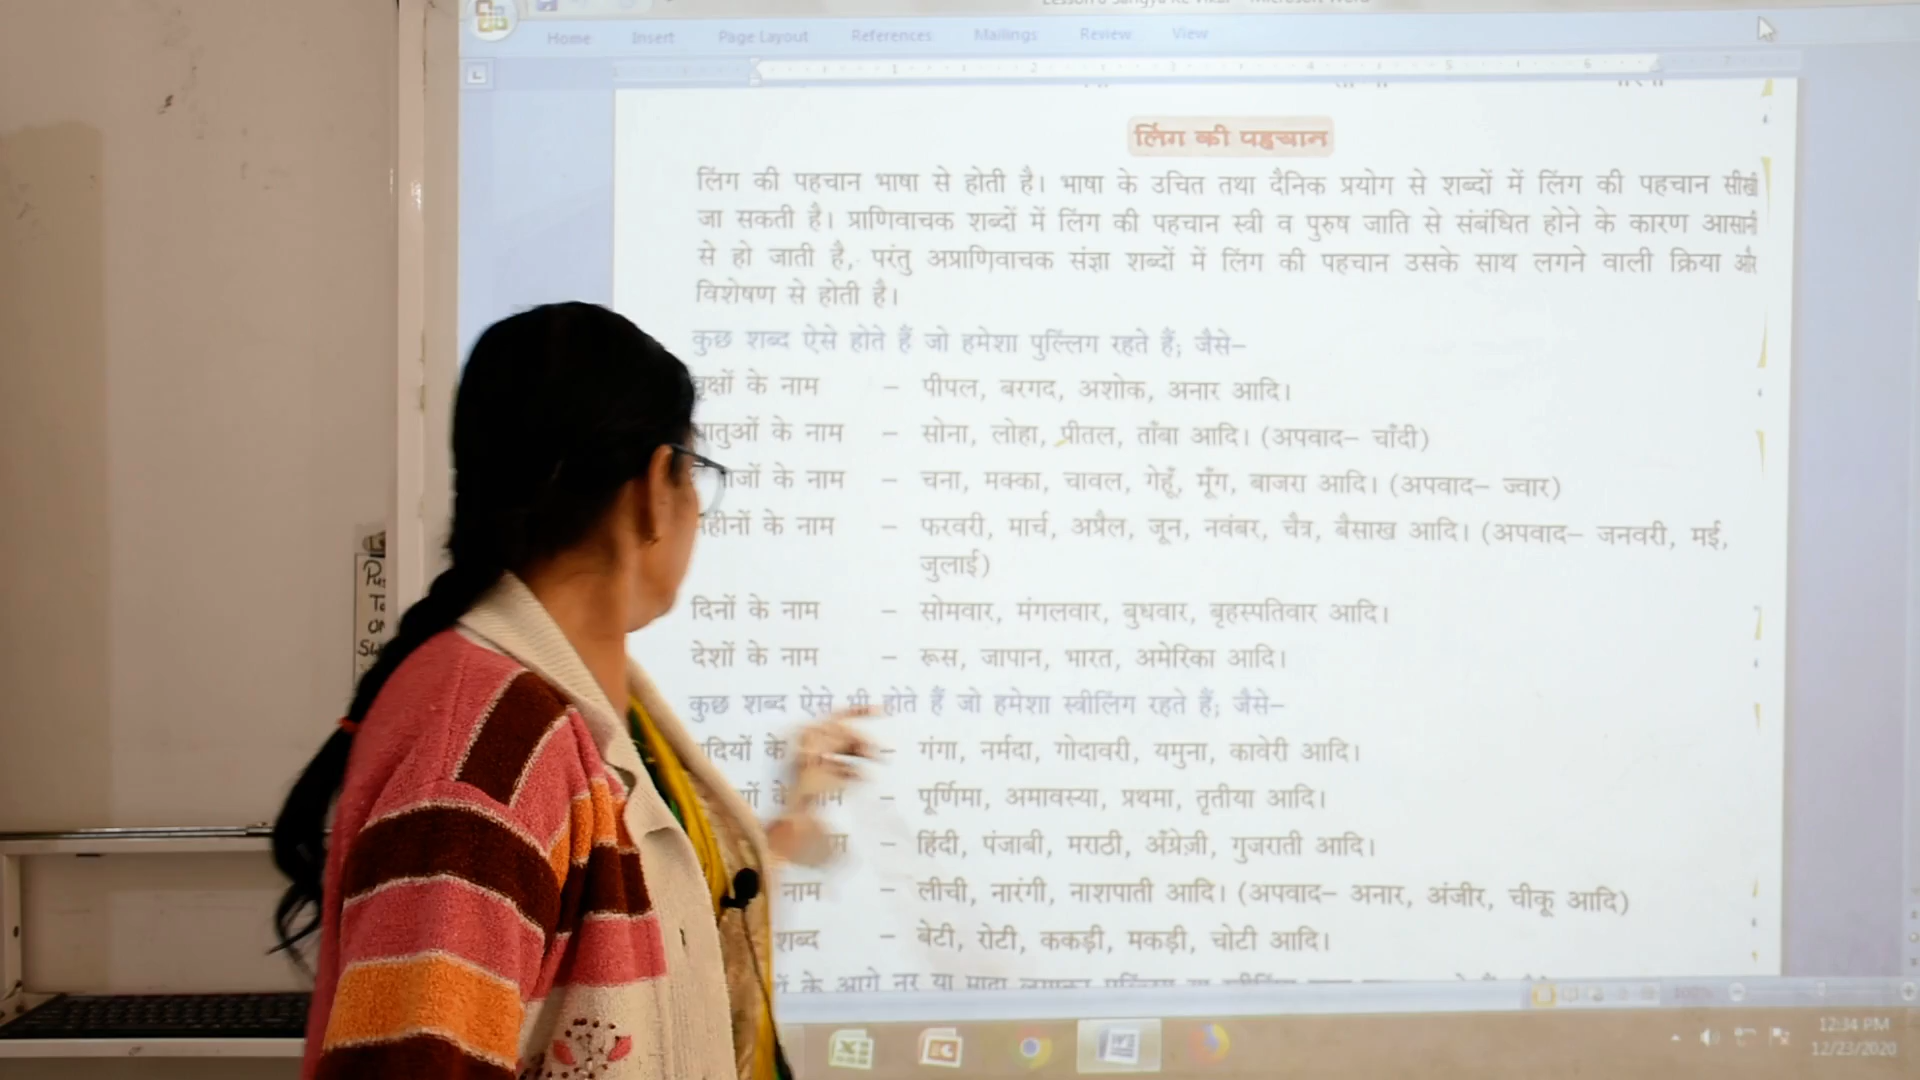 Home Insert Page Layout References Mailings Review View
लिंग की पहचान
लिंग की पहचान भाषा से होती है। भाषा के उचित तथा दैनिक प्रयोग से शब्दों में लिंग की पहचान सीखी
जा सकती है। प्राणिवाचक शब्दों में लिंग की पहचान स्त्री व पुरुष जाति से संबंधित होने के कारण आसानी
से हो जाती है, परंतु अप्राणिवाचक संज्ञा शब्दों में लिंग की पहचान उसके साथ लगने वाली क्रिया और
विशेषण से होती है।
कुछ शब्द ऐसे होते हैं जो हमेशा पुल्लिंग रहते हैं; जैसे–
वृक्षों के नाम – पीपल, बरगद, अशोक, अनार आदि।
के नाम – सोना, लोहा, पीतल, ताँबा आदि। (अपवाद– चाँदी)
के नाम – चना, मक्का, चावल, गेहूँ, मूँग, बाजरा आदि। (अपवाद– ज्वार)
के नाम – फरवरी, मार्च, अप्रैल, जून, नवंबर, चैत्र, बैसाख आदि। (अपवाद– जनवरी, मई,
जुलाई)
दिनों के नाम – सोमवार, मंगलवार, बुधवार, बृहस्पतिवार आदि।
देशों के नाम – रूस, जापान, भारत, अमेरिका आदि।
कुछ शब्द ऐसे भी होते हैं जो हमेशा स्त्रीलिंग रहते हैं; जैसे–
के – गंगा, नर्मदा, गोदावरी, यमुना, कावेरी आदि।
नाम – पूर्णिमा, अमावस्या, प्रथमा, तृतीया आदि।
– हिंदी, पंजाबी, मराठी, अँग्रेज़ी, गुजराती आदि।
नाम – लीची, नारंगी, नाशपाती आदि। (अपवाद– अनार, अंजीर, चीकू आदि)
शब्द – बेटी, रोटी, ककड़ी, मकड़ी, चोटी आदि।
के आगे नर या मादा
12:34 PM
12/23/2020